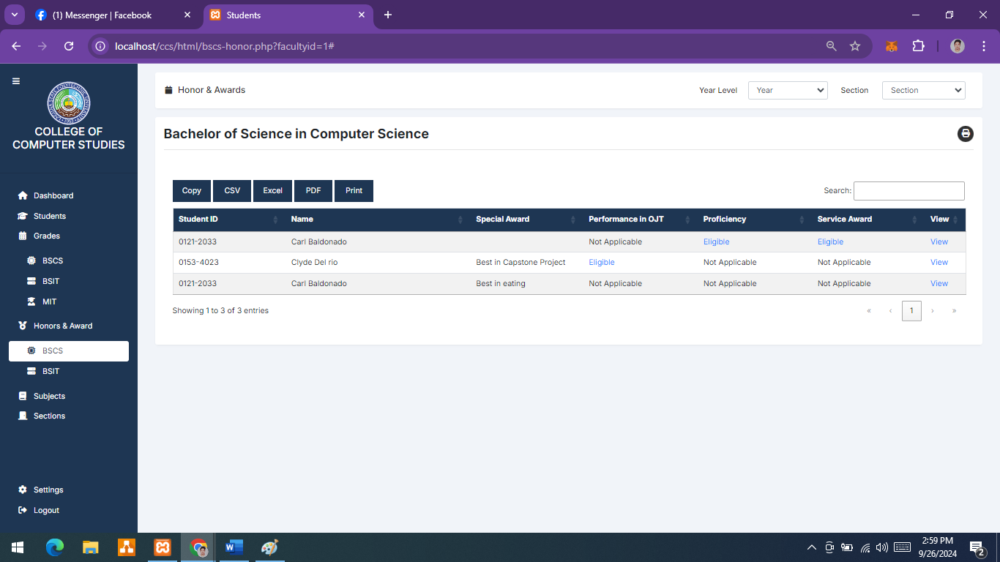 (1) Messenger | Facebook
Students
localhost/ccs/html/bscs-honor.php?facultyid=1#
COLLEGE OF
COMPUTER STUDIES
Dashboard
Students
Grades
BSCS
BSIT
MIT
Honors & Award
BSCS
BSIT
Subjects
Sections
Settings
Logout
Honor & Awards
Year Level Year Section Section
Bachelor of Science in Computer Science
Copy CSV Excel PDF Print Search:
Student ID Name Special Award Performance in OJT Proficiency Service Award View
0121-2033 Carl Baldonado Not Applicable Eligible Eligible View
0153-4023 Clyde Del rio Best in Capstone Project Eligible Not Applicable Not Applicable View
0121-2033 Carl Baldonado Best in eating Not Applicable Not Applicable Not Applicable View
Showing 1 to 3 of 3 entries « ‹ 1 › »
2:59 PM
9/26/2024
2